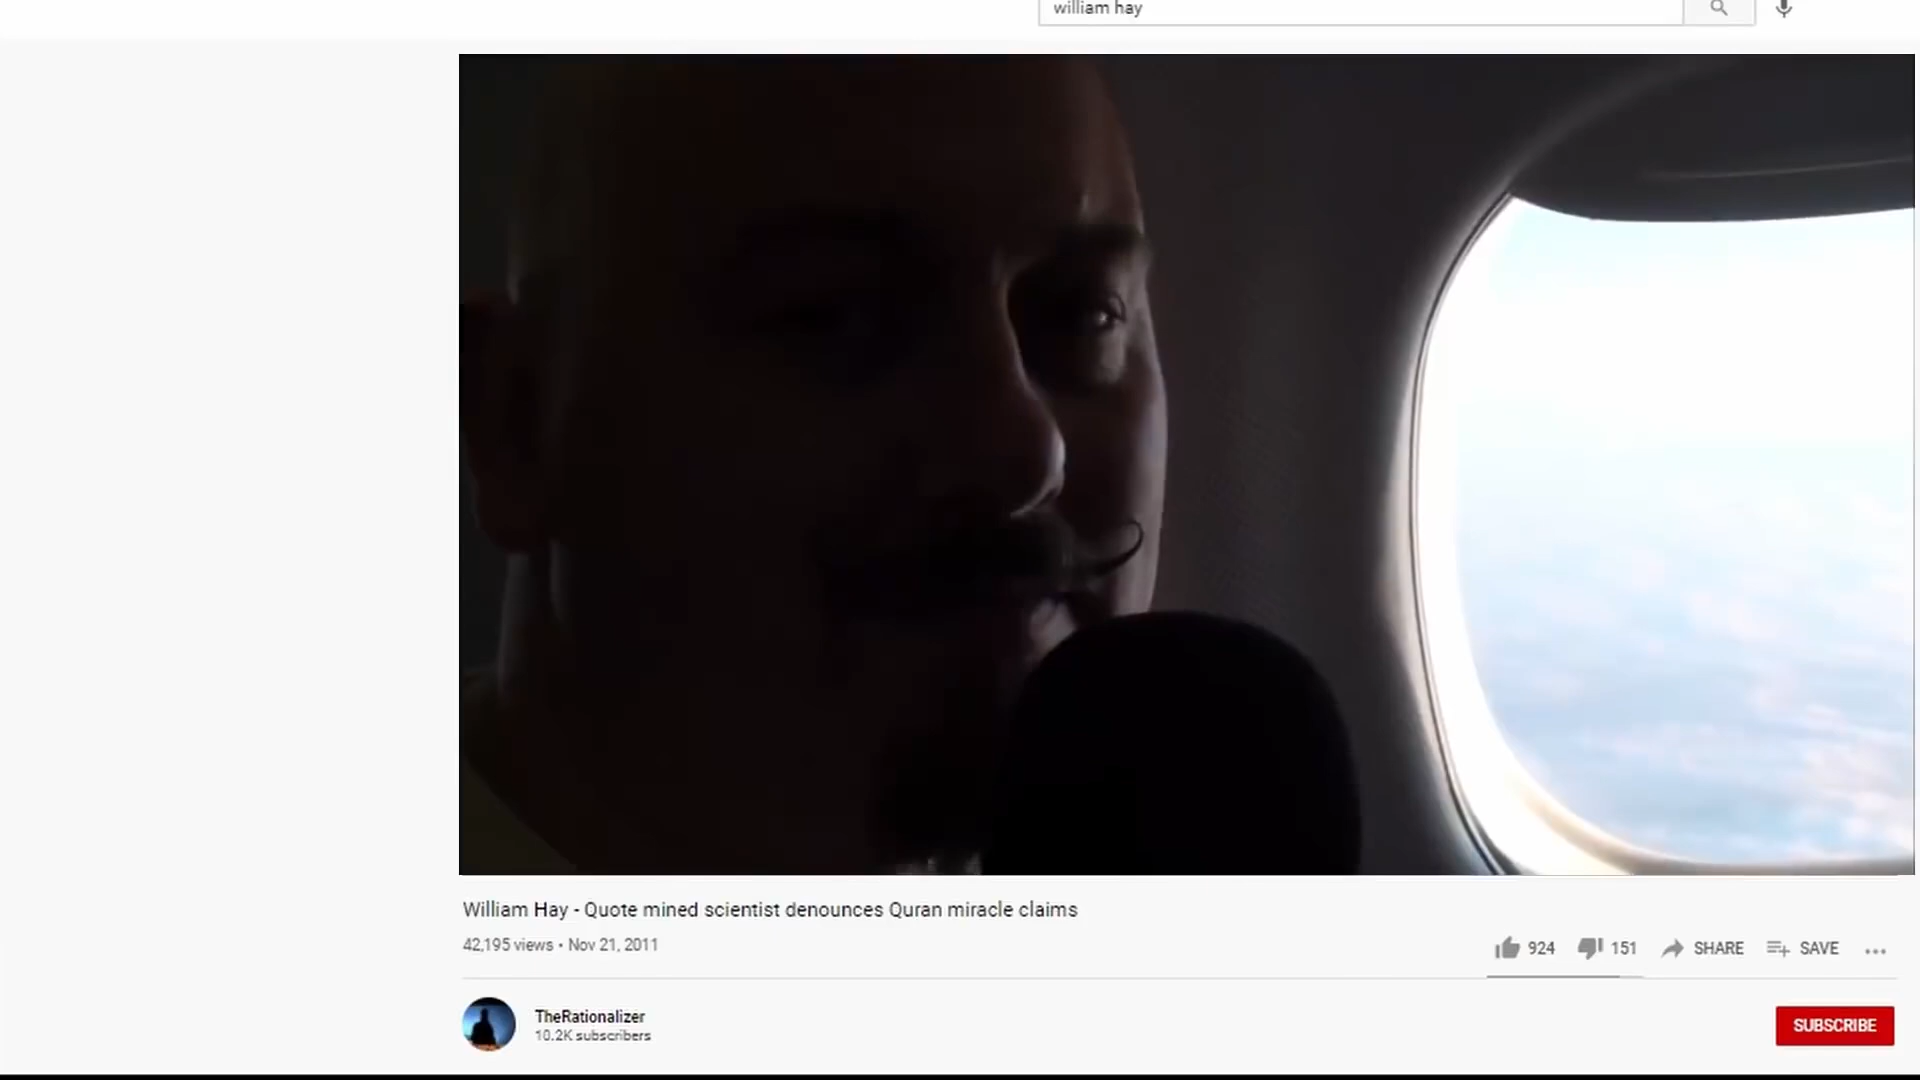 william hay
William Hay - Quote mined scientist denounces Quran miracle claims
42,195 views • Nov 21, 2011
924 151 SHARE SAVE ...
TheRationalizer
10.2K subscribers
SUBSCRIBE